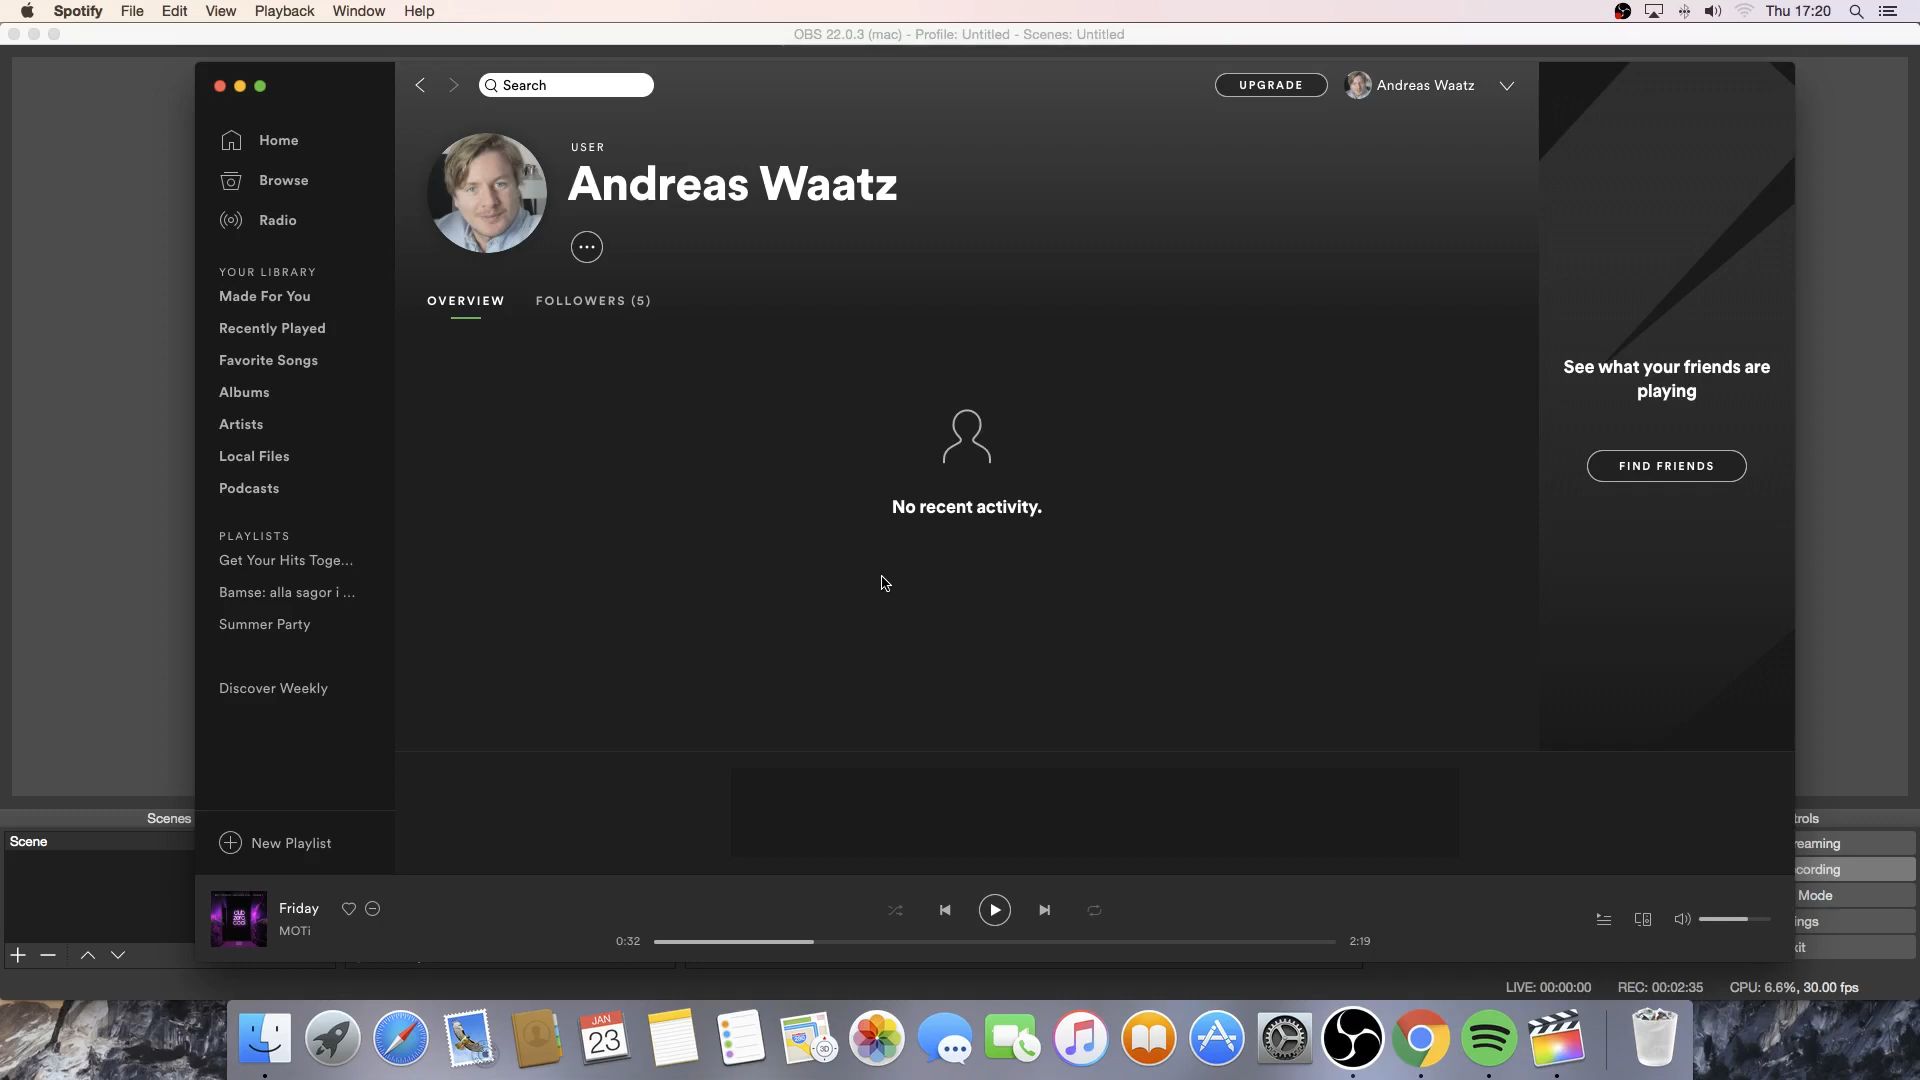 Spotify File Edit View Playback Window Help
Thu 17:20
OBS 22.0.3 (mac) - Profile: Untitled - Scenes: Untitled
Search
UPGRADE
Andreas Waatz
Home
Browse
Radio
YOUR LIBRARY
Made For You
Recently Played
Favorite Songs
Albums
Artists
Local Files
Podcasts
PLAYLISTS
Get Your Hits Toge...
Bamse: alla sagor i ...
Summer Party
Discover Weekly
New Playlist
USER
Andreas Waatz
OVERVIEW FOLLOWERS (5)
No recent activity.
See what your friends are
playing
FIND FRIENDS
Scenes
Scene
trols
reaming
cording
Mode
ings
xit
Friday
MOTi
0:32
2:19
LIVE: 00:00:00 REC: 00:02:35 CPU: 6.6%, 30.00 fps
JAN
23